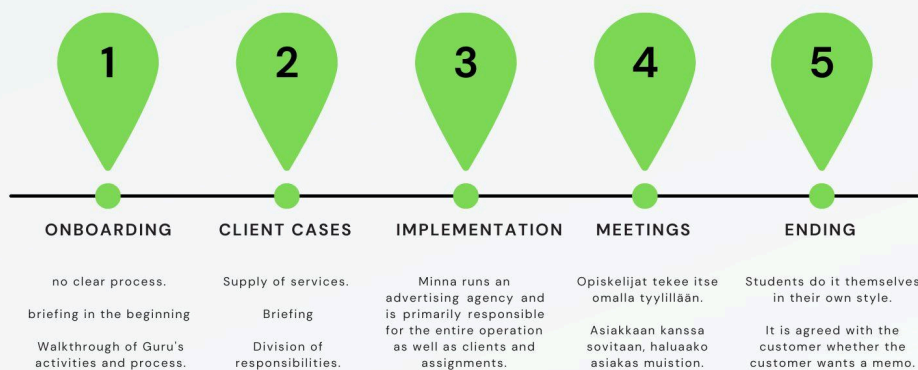 1
2
3
4
5
ONBOARDING
no clear process.
briefing in the beginning
Walkthrough of Guru's
activities and process.
CLIENT CASES
Supply of services.
Briefing
Division of
responsibilities.
IMPLEMENTATION
Minna runs an
advertising agency and
is primarily responsible
for the entire operation
as well as clients and
assignments.
MEETINGS
Opiskelijat tekee itse
omalla tyylillään.
Asiakkaan kanssa
sovitaan, haluaako
asiakas muistion.
ENDING
Students do it themselves
in their own style.
It is agreed with the
customer whether the
customer wants a memo.